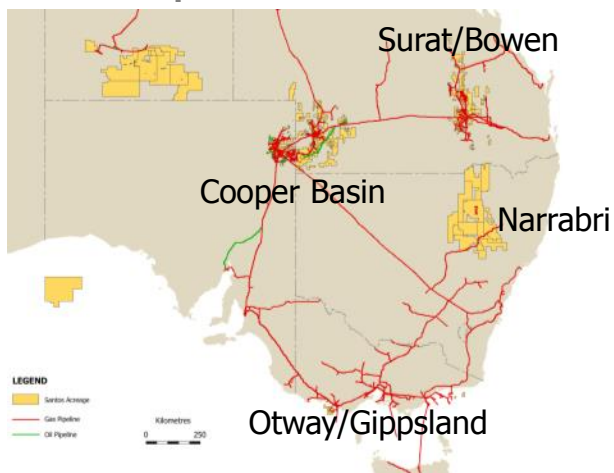 Surat/Bowen
Cooper Basin
Narrabri
LEGEND
Santos Acreage
Gas Pipeline
Oil Pipeline
Kilometres
0 250
Otway/Gippsland